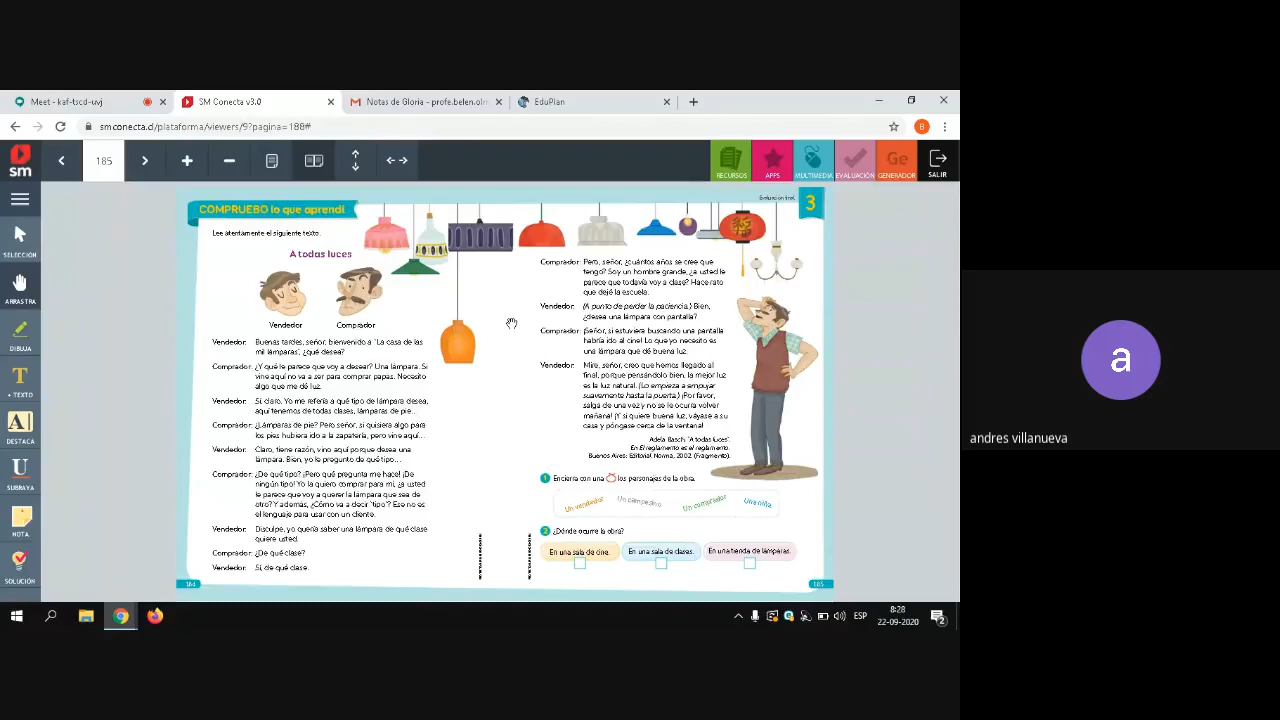 Meet - kaf-tscd-uvj
SM Conecta v3.0
Notas de Gloria - profe.belen.olm
EduPlan
smconecta.cl/plataforma/viewers/9?pagina=188#
B
sm
185
RECURSOS
APPS
MULTIMEDIA
EVALUACIÓN
Ge
GENERADOR
SALIR
SELECCIÓN
ARRASTRA
DIBUJA
T
+ TEXTO
A
DESTACA
U
SUBRAYA
NOTA
SOLUCIÓN
COMPRUEBO lo que aprendí
Lee atentamente el siguiente texto.
A todas luces
Vendedor
Comprador
Vendedor: Buenas tardes, señor, bienvenido a "La casa de las
mil lámparas", ¿qué desea?
Comprador: ¿Y qué le parece que voy a desear? Una lámpara. Si
vine aquí no va a ser para comprar papas. Necesito
algo que me dé luz.
Vendedor: Sí, claro. Yo me refería a qué tipo de lámpara desea,
aquí tenemos de todas clases, lámparas de pie...
Comprador: ¿Lámparas de pie? Pero señor, si quisiera algo para
los pies hubiera ido a la zapatería, pero vine aquí...
Vendedor: Claro, tiene razón, vino aquí porque desea una
lámpara. Bien, yo le pregunto de qué tipo...
Comprador: ¿De qué tipo? ¡Pero qué pregunta me hace! ¡De
ningún tipo! Yo la quiero comprar para mí, ¿a usted
le parece que voy a querer la lámpara que sea de
otro? Y además, ¿Cómo va a decir "tipo"? Ese no es
el lenguaje para usar con un cliente.
Vendedor: Disculpe, yo quería saber una lámpara de qué clase
quiere usted.
Comprador: ¿De qué clase?
Vendedor: Sí, de qué clase.
184
Evaluación final
3
Comprador: Pero, señor, ¿cuántos años se cree que
tengo? Soy un hombre grande, ¿a usted le
parece que todavía voy a clase? Hace rato
que dejé la escuela.
Vendedor: (A punto de perder la paciencia.) Bien,
¿desea una lámpara con pantalla?
Comprador: ¡Señor, si estuviera buscando una pantalla
habría ido al cine! Lo que yo necesito es
una lámpara que dé buena luz.
Vendedor: Mire, señor, creo que hemos llegado al
final, porque pensándolo bien, la mejor luz
es la luz natural. (Lo empieza a empujar
suavemente hasta la puerta.) ¡Por favor,
salga de una vez y no se le ocurra volver
mañana! ¡Y si quiere buena luz, váyase a su
casa y póngase cerca de la ventana!
Adela Basch. "A todas luces".
En El reglamento es el reglamento.
Buenos Aires: Editorial Norma, 2002. (Fragmento).
1 Encierra con una los personajes de la obra.
Un vendedor
Un campesino
Un comprador
Una niña
2 ¿Dónde ocurre la obra?
En una sala de cine.
En una sala de clases.
En una tienda de lámparas.
185
ESP
8:28
22-09-2020
2
a
andres villanueva